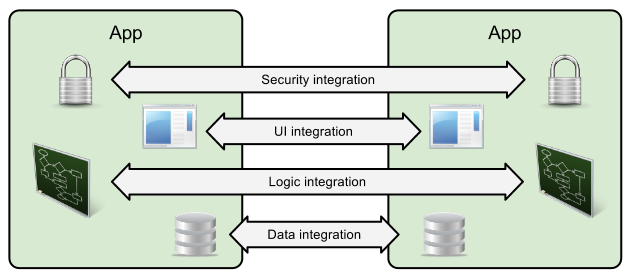 App
App
Security integration
UI integration
Logic integration
Data integration